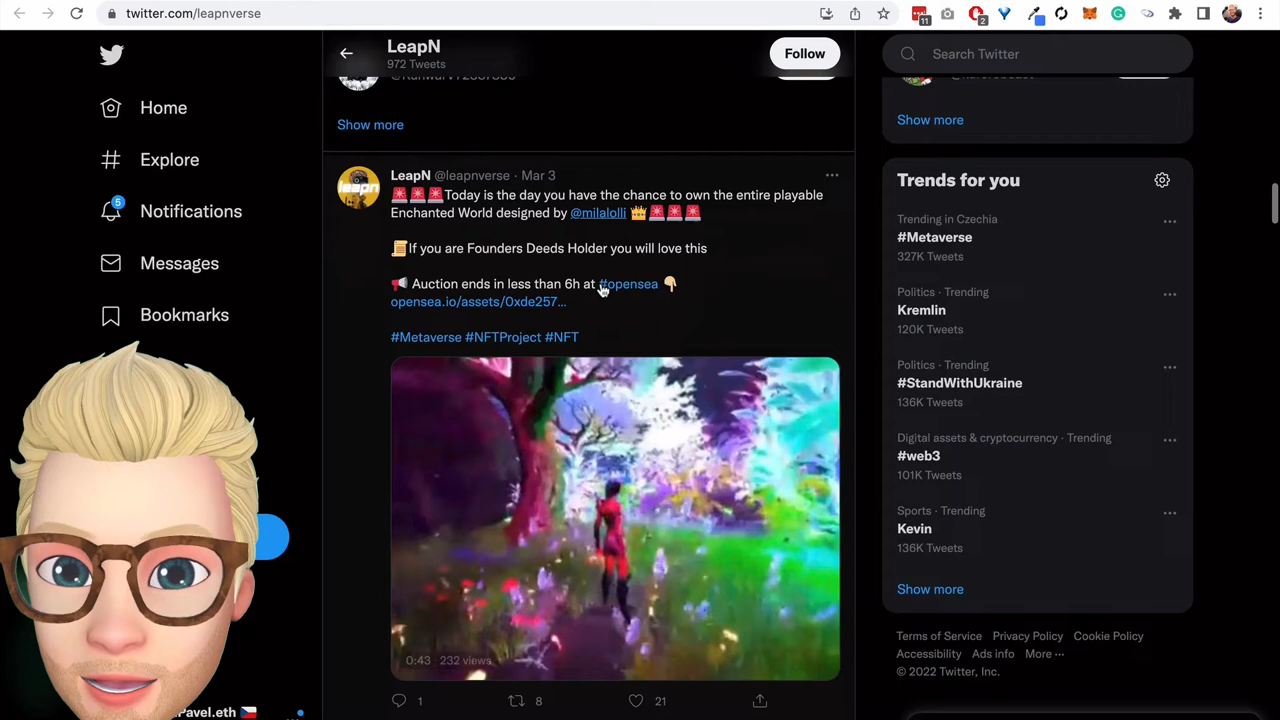 twitter.com/leapnverse
11
2
LeapN
972 Tweets
Follow
Search Twitter
Home
Explore
5
Notifications
Messages
Bookmarks
Show more
leapn
LeapN @leapnverse · Mar 3
🚨🚨🚨Today is the day you have the chance to own the entire playable
Enchanted World designed by @milalolli 👑🚨🚨🚨
📜If you are Founders Deeds Holder you will love this
📢 Auction ends in less than 6h at #opensea 👇🏼
opensea.io/assets/0xde257…
#Metaverse #NFTProject #NFT
0:43 232 views
1
8
21
Show more
Trends for you
Trending in Czechia
#Metaverse
327K Tweets
Politics · Trending
Kremlin
120K Tweets
Politics · Trending
#StandWithUkraine
136K Tweets
Digital assets & cryptocurrency · Trending
#web3
101K Tweets
Sports · Trending
Kevin
136K Tweets
Show more
Terms of Service Privacy Policy Cookie Policy
Accessibility Ads info More ···
© 2022 Twitter, Inc.
Pavel.eth 🇨🇿